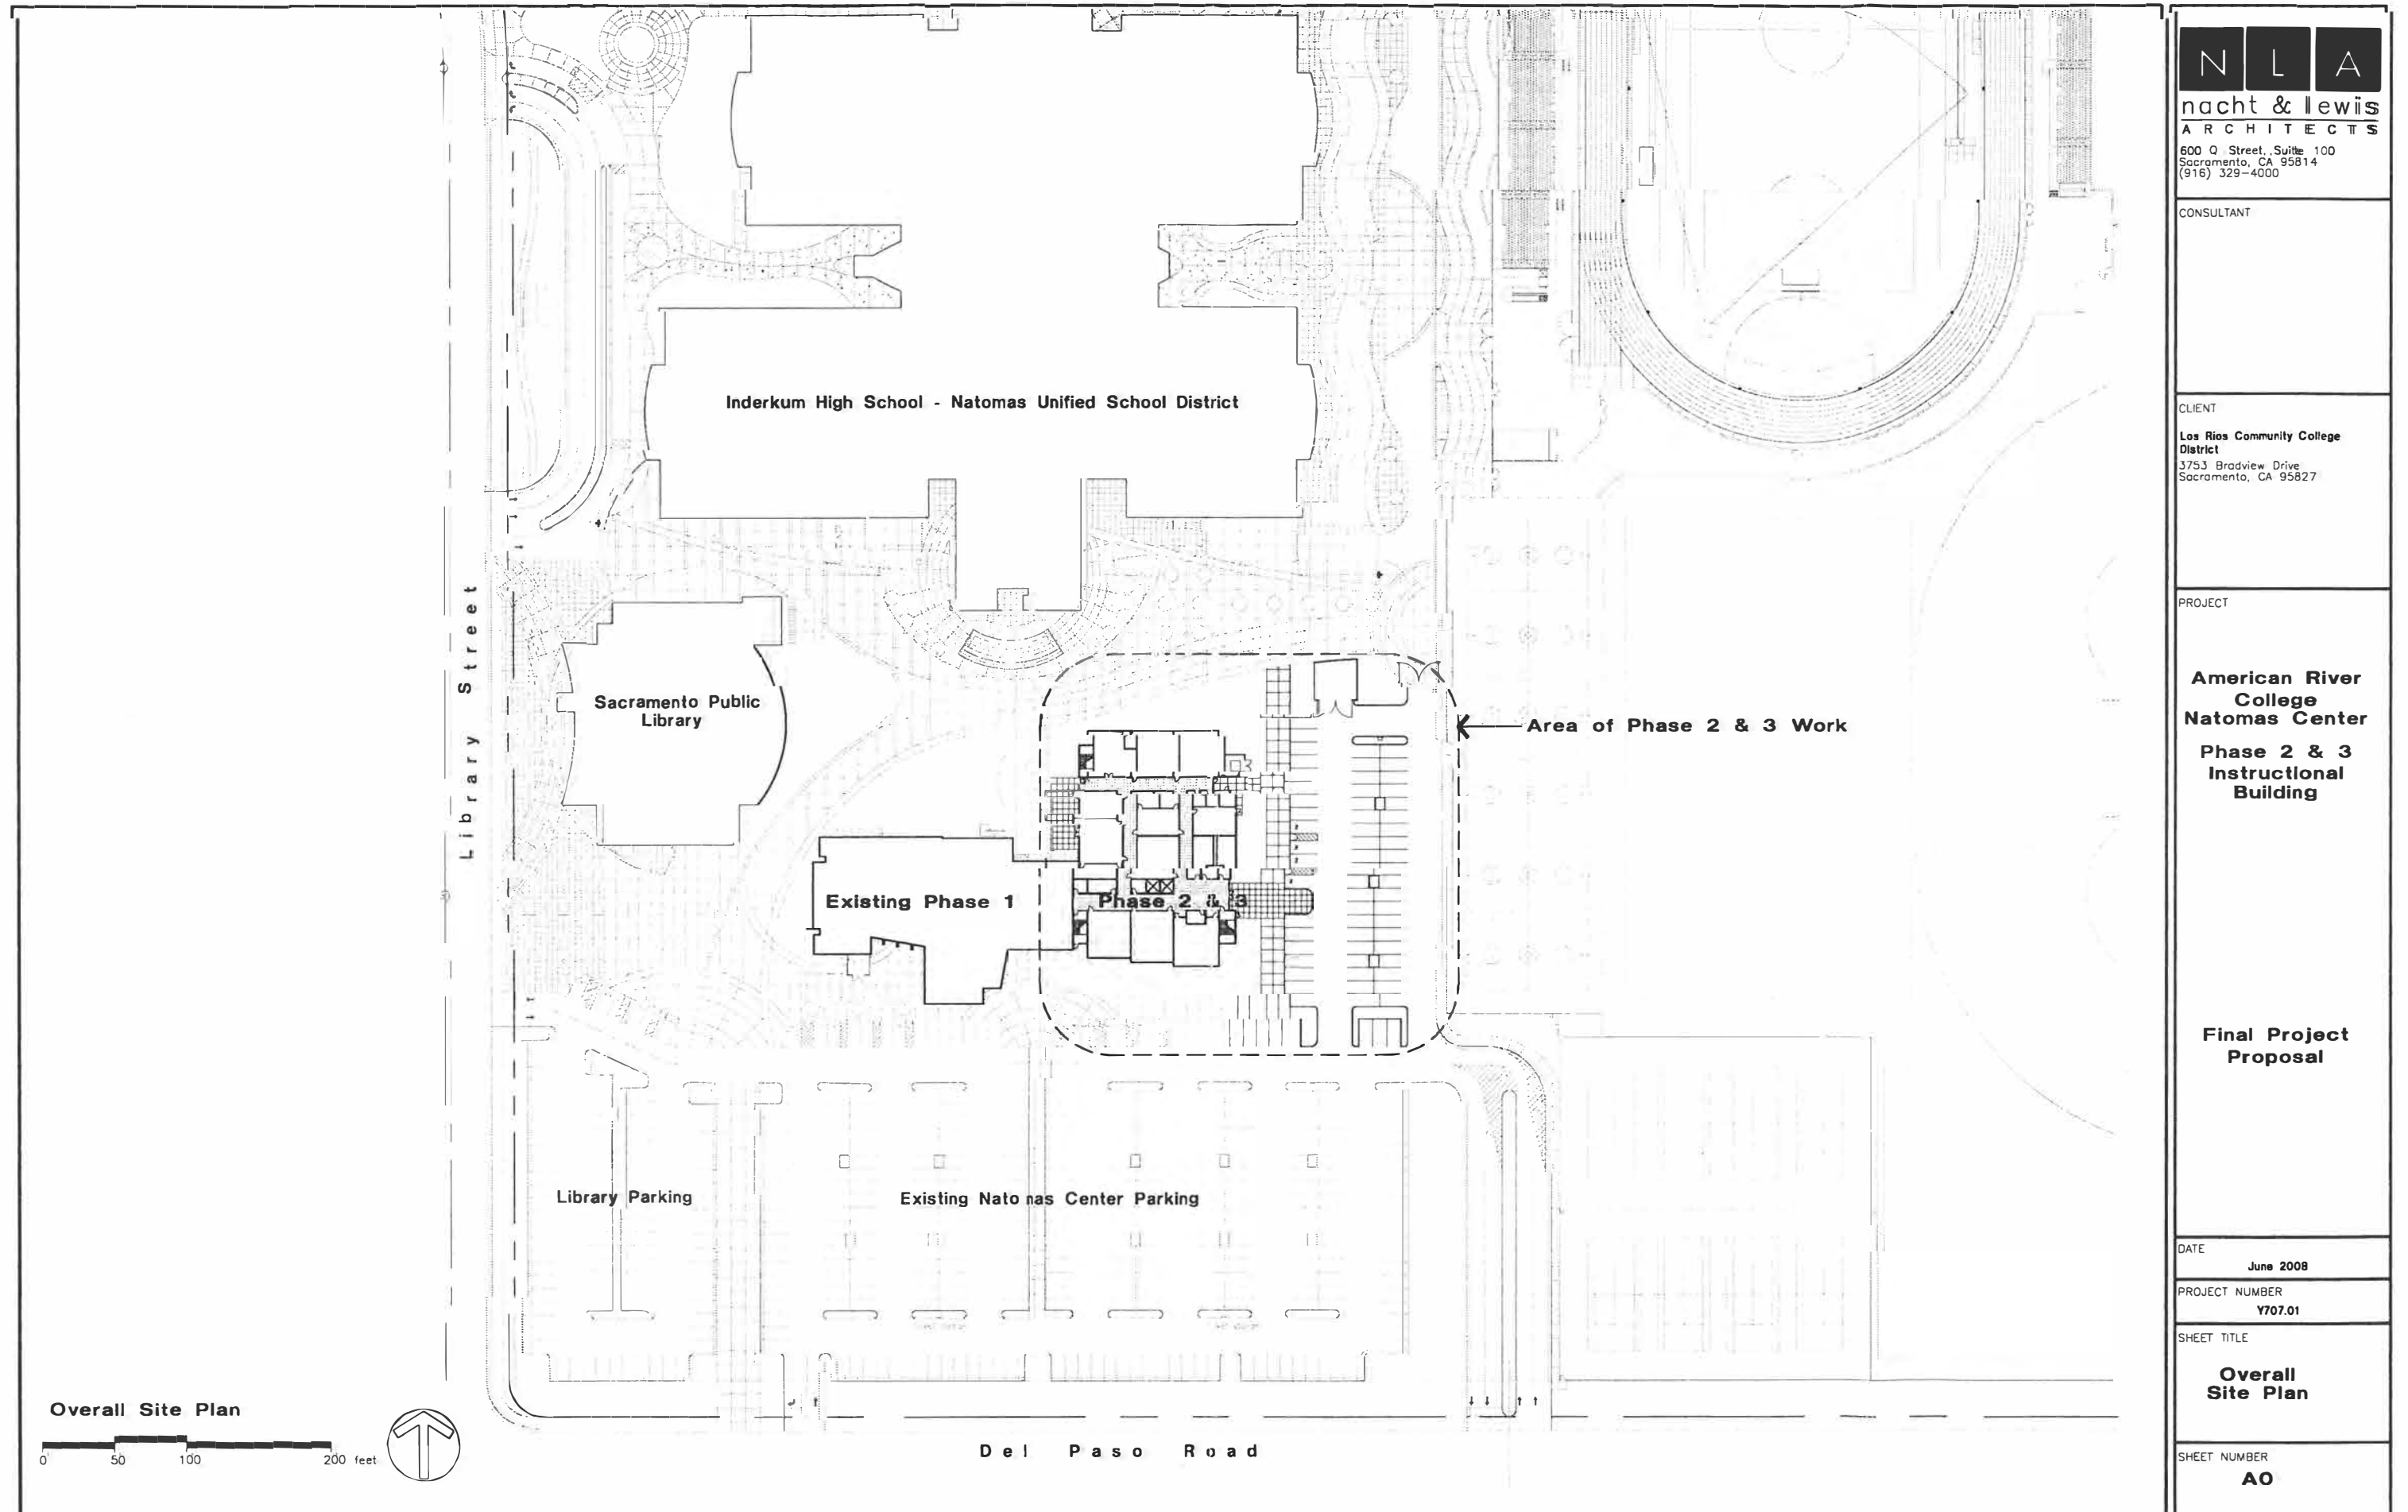 Inderkum High School - Natomas Unified School District
Library Street
Sacramento Public
Library
Area of Phase 2 & 3 Work
Existing Phase 1
Phase 2 & 3
Library Parking
Existing Natomas Center Parking
Del Paso Road
Overall Site Plan
0 50 100 200 feet
N L A
nacht & lewis
ARCHITECTS
600 Q Street, Suite 100
Sacramento, CA 95814
(916) 329-4000
CONSULTANT
CLIENT
Los Rios Community College
District
3753 Bradview Drive
Sacramento, CA 95827
PROJECT
American River
College
Natomas Center
Phase 2 & 3
Instructional
Building
Final Project
Proposal
DATE
June 2008
PROJECT NUMBER
Y707.01
SHEET TITLE
Overall
Site Plan
SHEET NUMBER
A0